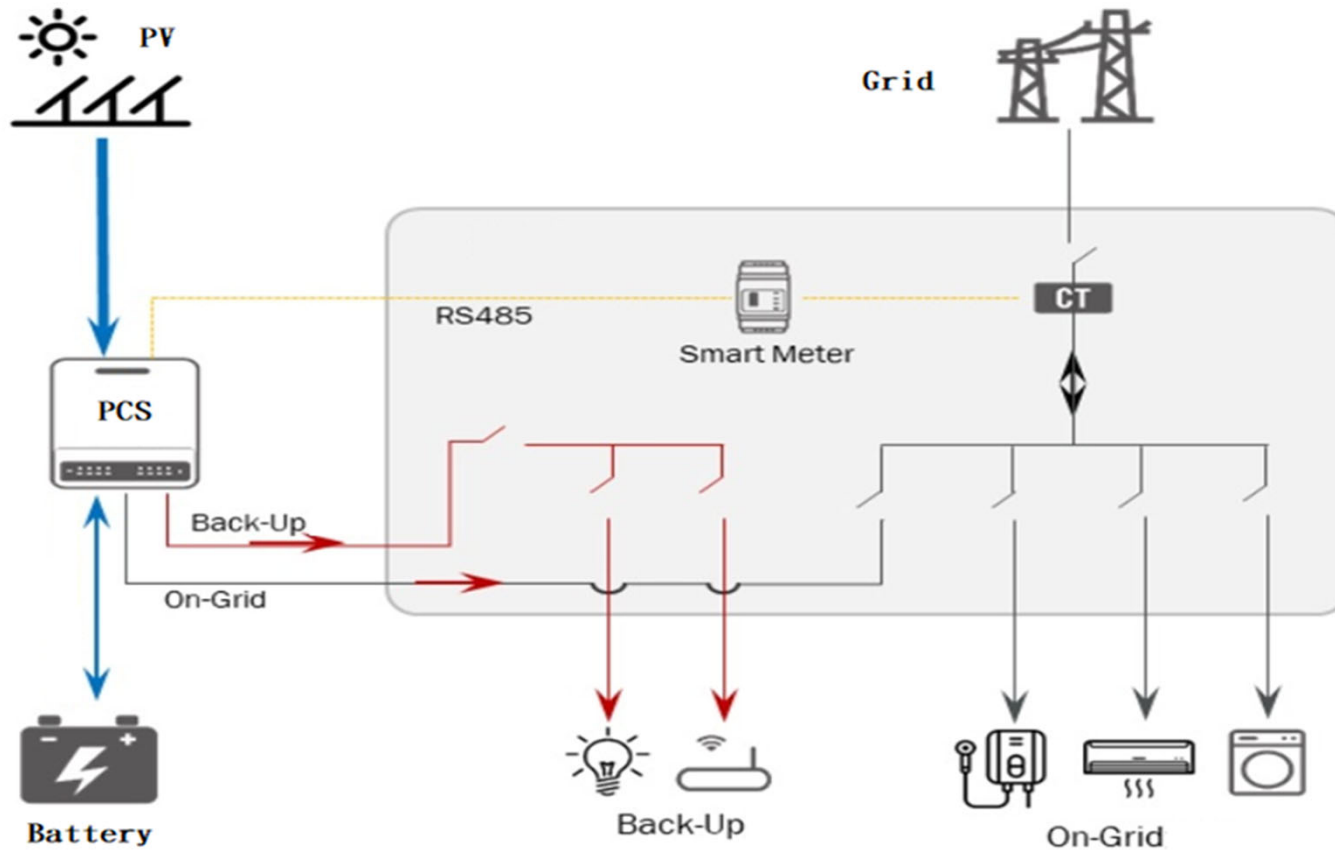 PV
Grid
CT
RS485
Smart Meter
PCS
Back-Up
On-Grid
Back-Up
On-Grid
Battery